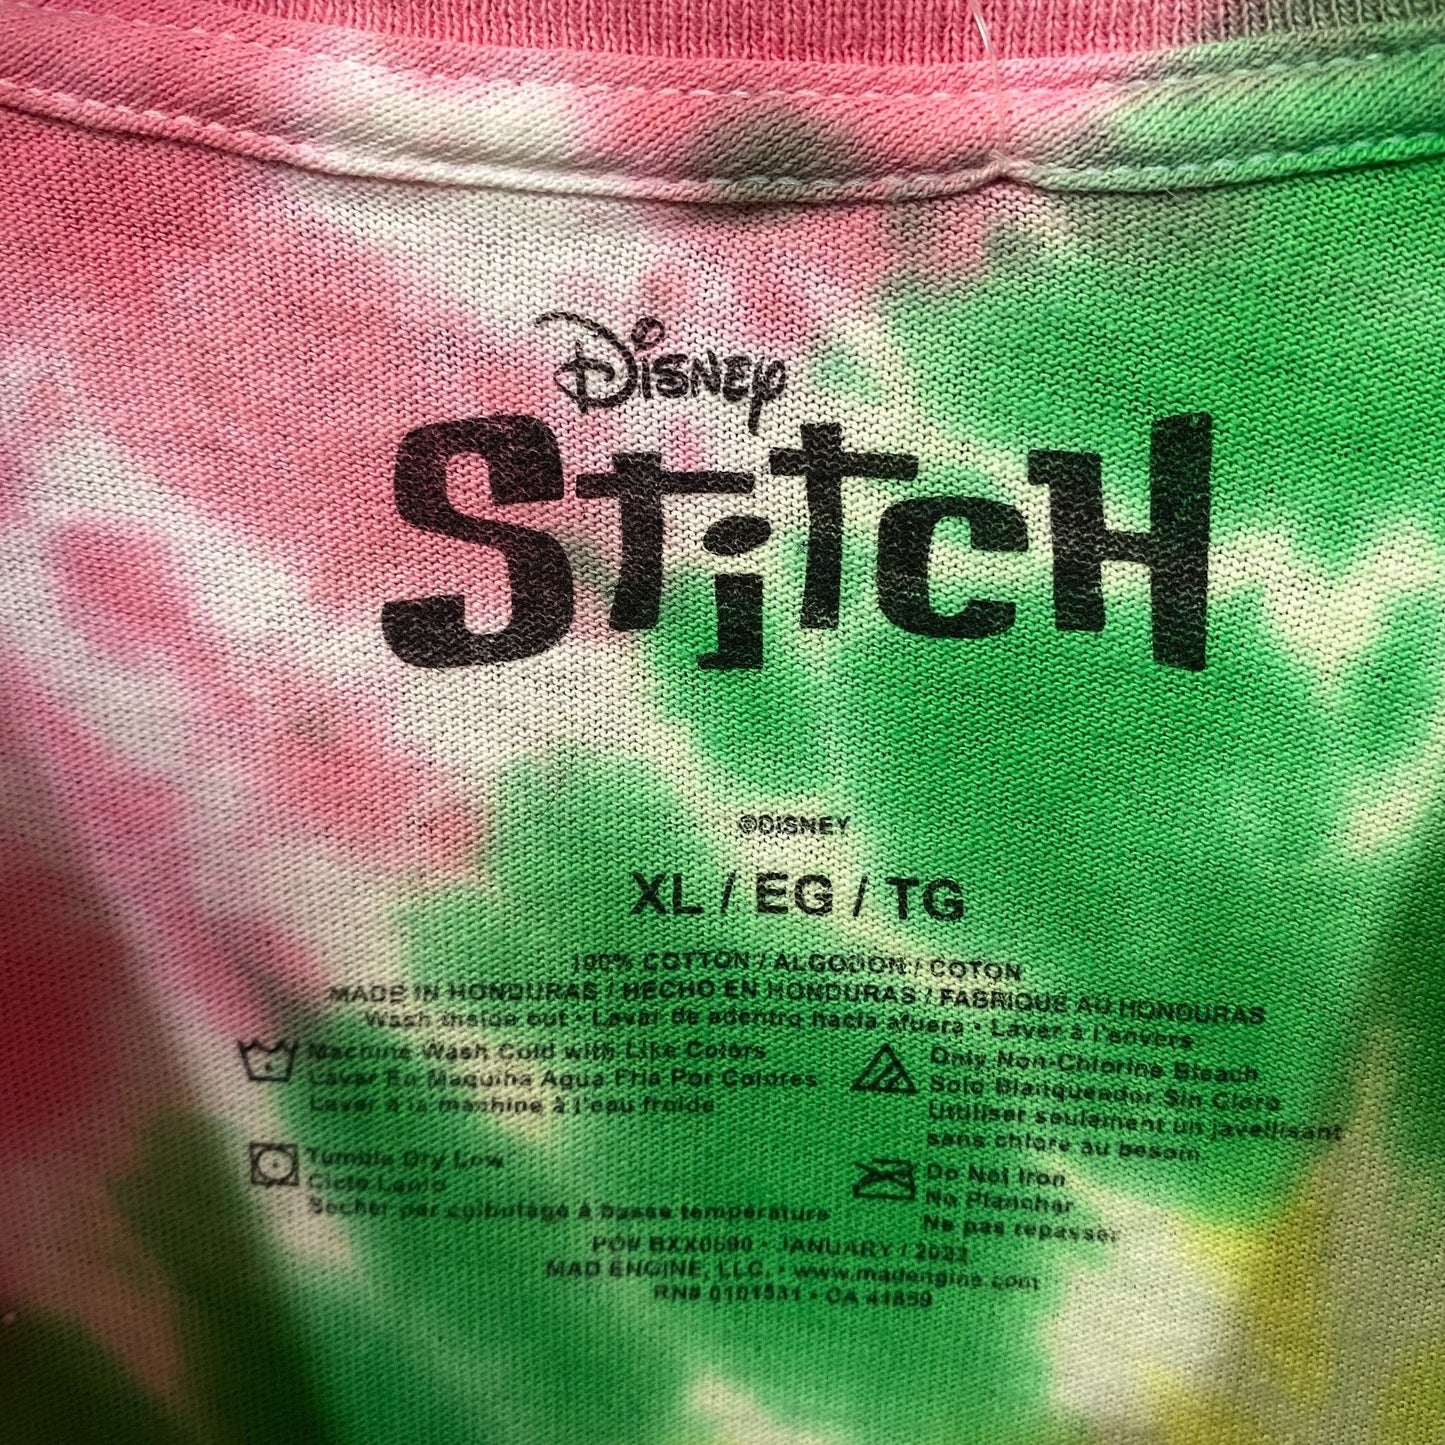 Disney
Stitch
©DISNEY
XL / EG / TG
100% COTTON / ALGODON / COTON
MADE IN HONDURAS / HECHO EN HONDURAS / FABRIQUE AU HONDURAS
Wash inside out • Lavar de adentro hacia afuera • Laver à l'envers
Machine Wash Cold with Like Colors
Lavar En Maquina Agua Fria Por Colores
Laver à la machine à l'eau froide
Only Non-Chlorine Bleach
Solo Blanqueador Sin Cloro
Utiliser seulement un javellisant
sans chlore au besoin
Tumble Dry Low
Ciclo Lento
Sécher par culbutage à basse température
Do Not Iron
No Planchar
Ne pas repasser
PO# • JANUARY / 2022
MAD ENGINE, LLC. • www.madengine.com
RN# • CA 41859